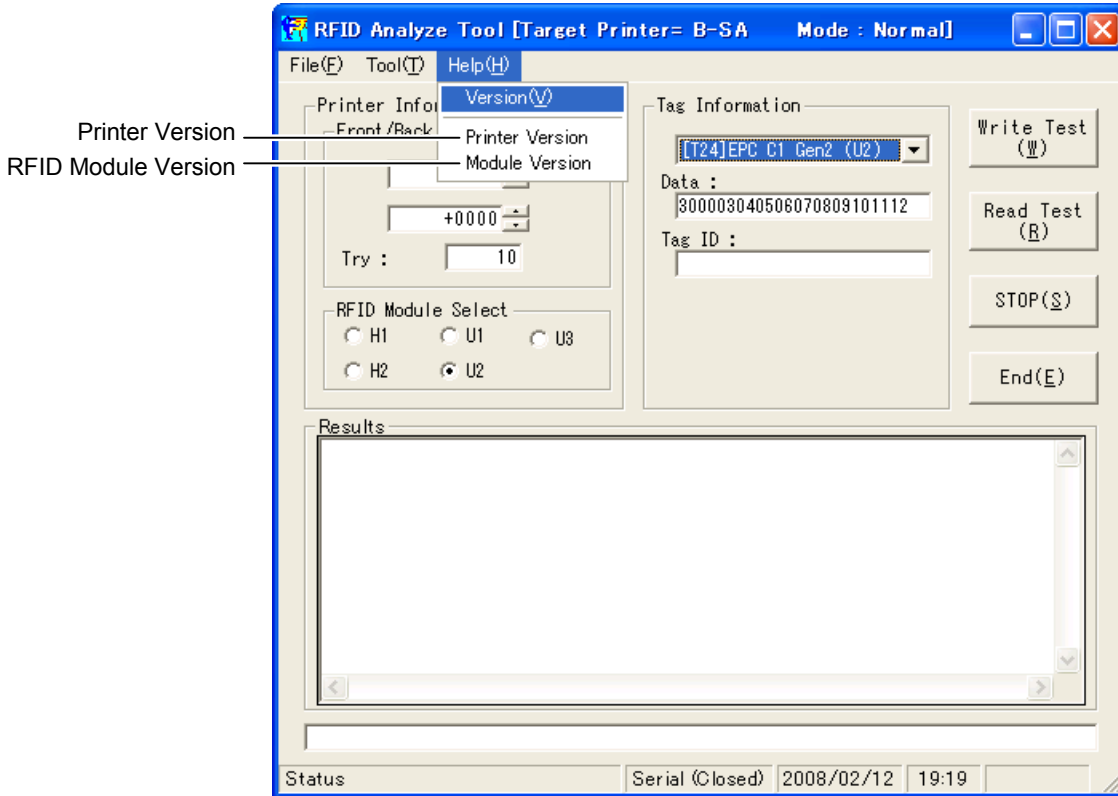 RFID Analyze Tool [Target Printer= B-SA Mode : Normal]
File(F) Tool(T) Help(H)
Version(V)
Printer Version
Module Version
Printer Version
RFID Module Version
Printer Infor
Front/Back
+0000
Try : 10
RFID Module Select
H1 U1 U3
H2 U2
Tag Information
[T24]EPC C1 Gen2 (U2)
Data :
300003040506070809101112
Tag ID :
Write Test
(W)
Read Test
(R)
STOP(S)
End(E)
Results
Status Serial (Closed) 2008/02/12 19:19